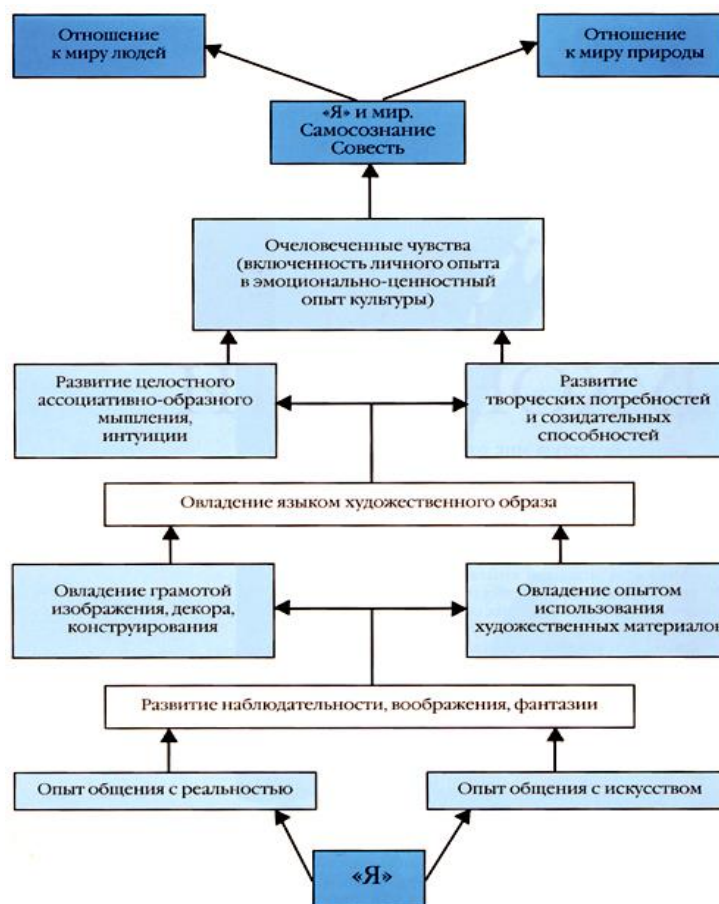 Отношение
к миру людей
Отношение
к миру природы
«Я» и мир.
Самосознание
Совесть
Очеловеченные чувства
(включенность личного опыта
в эмоционально-ценностный
опыт культуры)
Развитие целостного
ассоциативно-образного
мышления,
интуиции
Развитие
творческих потребностей
и созидательных
способностей
Овладение языком художественного образа
Овладение грамотой
изображения, декора,
конструирования
Овладение опытом
использования
художественных материалов
Развитие наблюдательности, воображения, фантазии
Опыт общения с реальностью
Опыт общения с искусством
«Я»